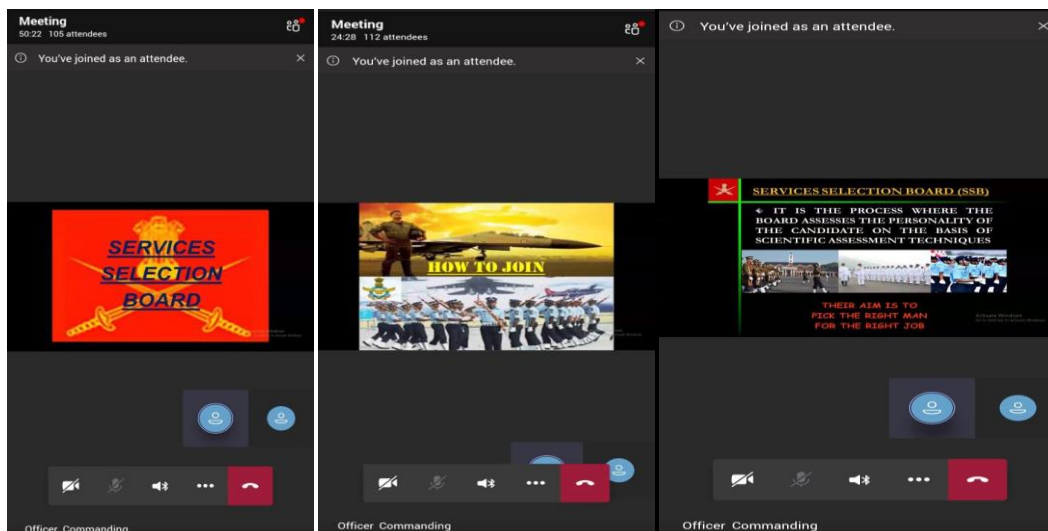 Meeting
50:22 105 attendees
You've joined as an attendee.
SERVICES
SELECTION
BOARD
Officer Commanding
Meeting
24:28 112 attendees
You've joined as an attendee.
HOW TO JOIN
Officer Commanding
You've joined as an attendee.
SERVICES SELECTION BOARD (SSB)
IT IS THE PROCESS WHERE THE
BOARD ASSESSES THE PERSONALITY OF
THE CANDIDATE ON THE BASIS OF
SCIENTIFIC ASSESSMENT TECHNIQUES
THEIR AIM IS TO
PICK THE RIGHT MAN
FOR THE RIGHT JOB
Activate Windows
Officer Commanding